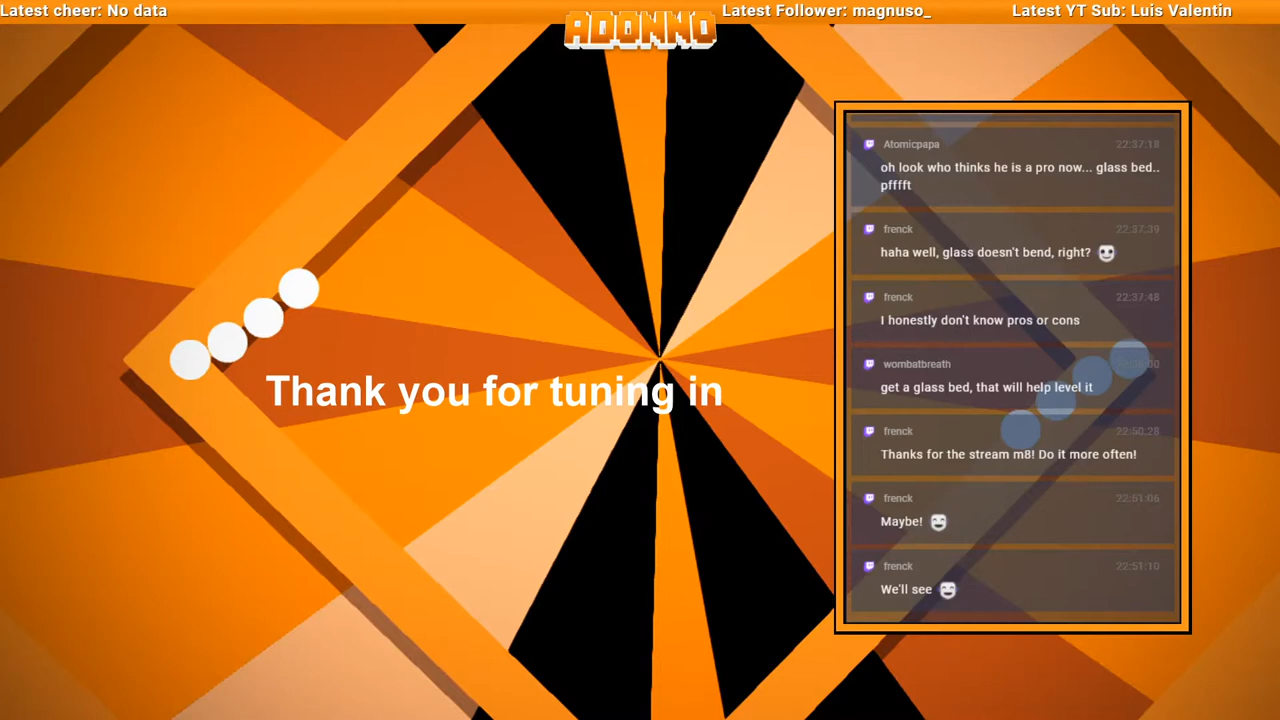 Latest cheer: No data
ADONNO
Latest Follower: magnuso_
Latest YT Sub: Luis Valentin
Thank you for tuning in
Atomicpapa 22:37:18
oh look who thinks he is a pro now... glass bed..
pfffft
frenck 22:37:39
haha well, glass doesn't bend, right?
frenck 22:37:48
I honestly don't know pros or cons
wombatbreath
get a glass bed, that will help level it
frenck 22:50:28
Thanks for the stream m8! Do it more often!
frenck 22:51:06
Maybe!
frenck 22:51:10
We'll see